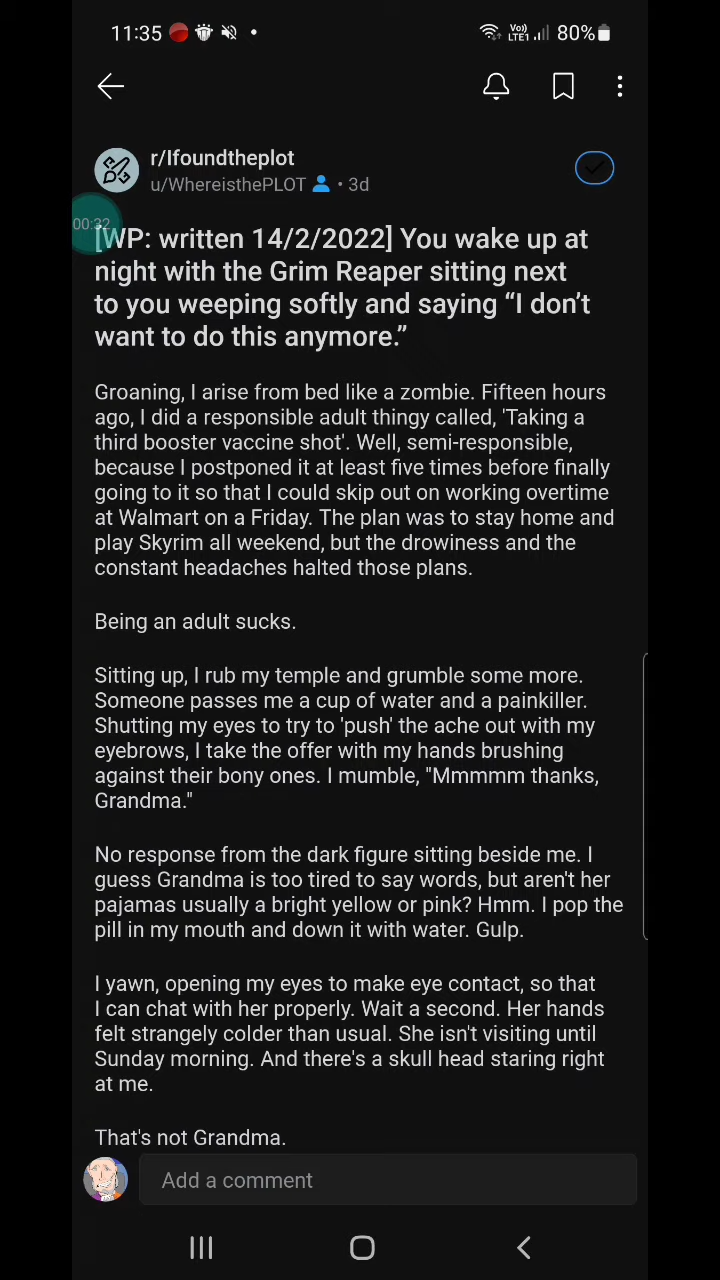 11:35
Vo))
LTE1
80%
r/Ifoundtheplot
u/WhereisthePLOT • 3d
00:32
[WP: written 14/2/2022] You wake up at
night with the Grim Reaper sitting next
to you weeping softly and saying “I don’t
want to do this anymore.”
Groaning, I arise from bed like a zombie. Fifteen hours
ago, I did a responsible adult thingy called, 'Taking a
third booster vaccine shot'. Well, semi-responsible,
because I postponed it at least five times before finally
going to it so that I could skip out on working overtime
at Walmart on a Friday. The plan was to stay home and
play Skyrim all weekend, but the drowiness and the
constant headaches halted those plans.
Being an adult sucks.
Sitting up, I rub my temple and grumble some more.
Someone passes me a cup of water and a painkiller.
Shutting my eyes to try to 'push' the ache out with my
eyebrows, I take the offer with my hands brushing
against their bony ones. I mumble, "Mmmmm thanks,
Grandma."
No response from the dark figure sitting beside me. I
guess Grandma is too tired to say words, but aren't her
pajamas usually a bright yellow or pink? Hmm. I pop the
pill in my mouth and down it with water. Gulp.
I yawn, opening my eyes to make eye contact, so that
I can chat with her properly. Wait a second. Her hands
felt strangely colder than usual. She isn't visiting until
Sunday morning. And there's a skull head staring right
at me.
That's not Grandma.
Add a comment